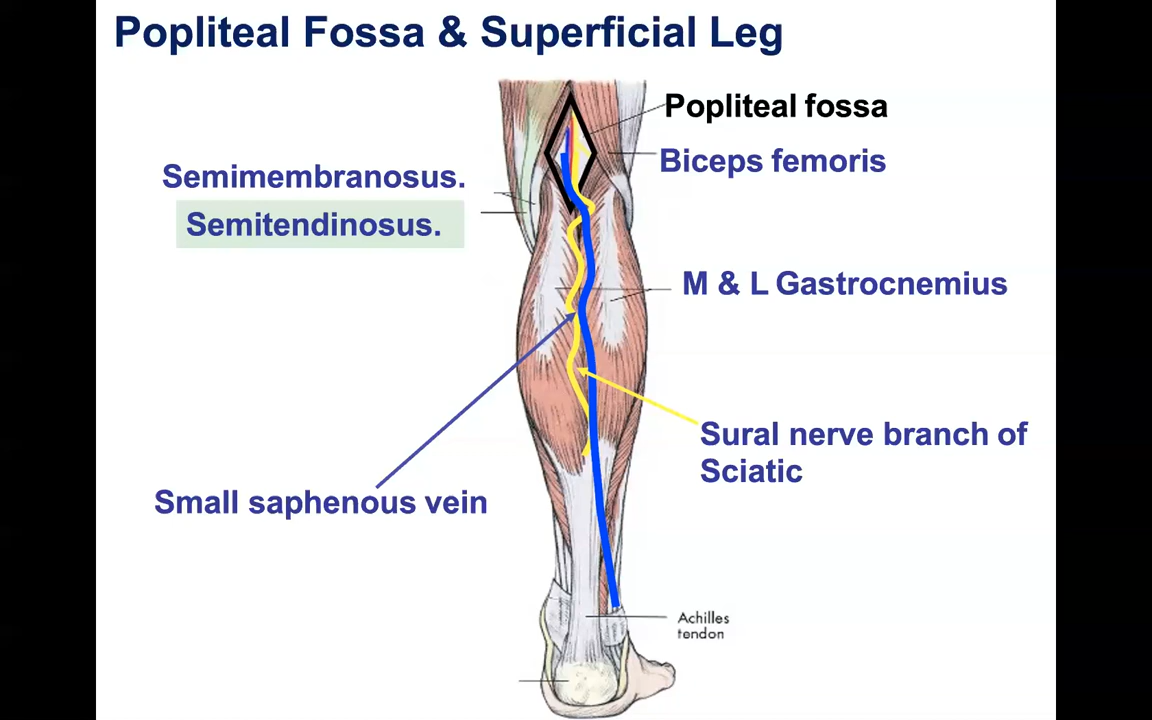 Popliteal Fossa & Superficial Leg
Popliteal fossa
Biceps femoris
Semimembranosus.
Semitendinosus.
M & L Gastrocnemius
Sural nerve branch of
Sciatic
Small saphenous vein
Achilles
tendon